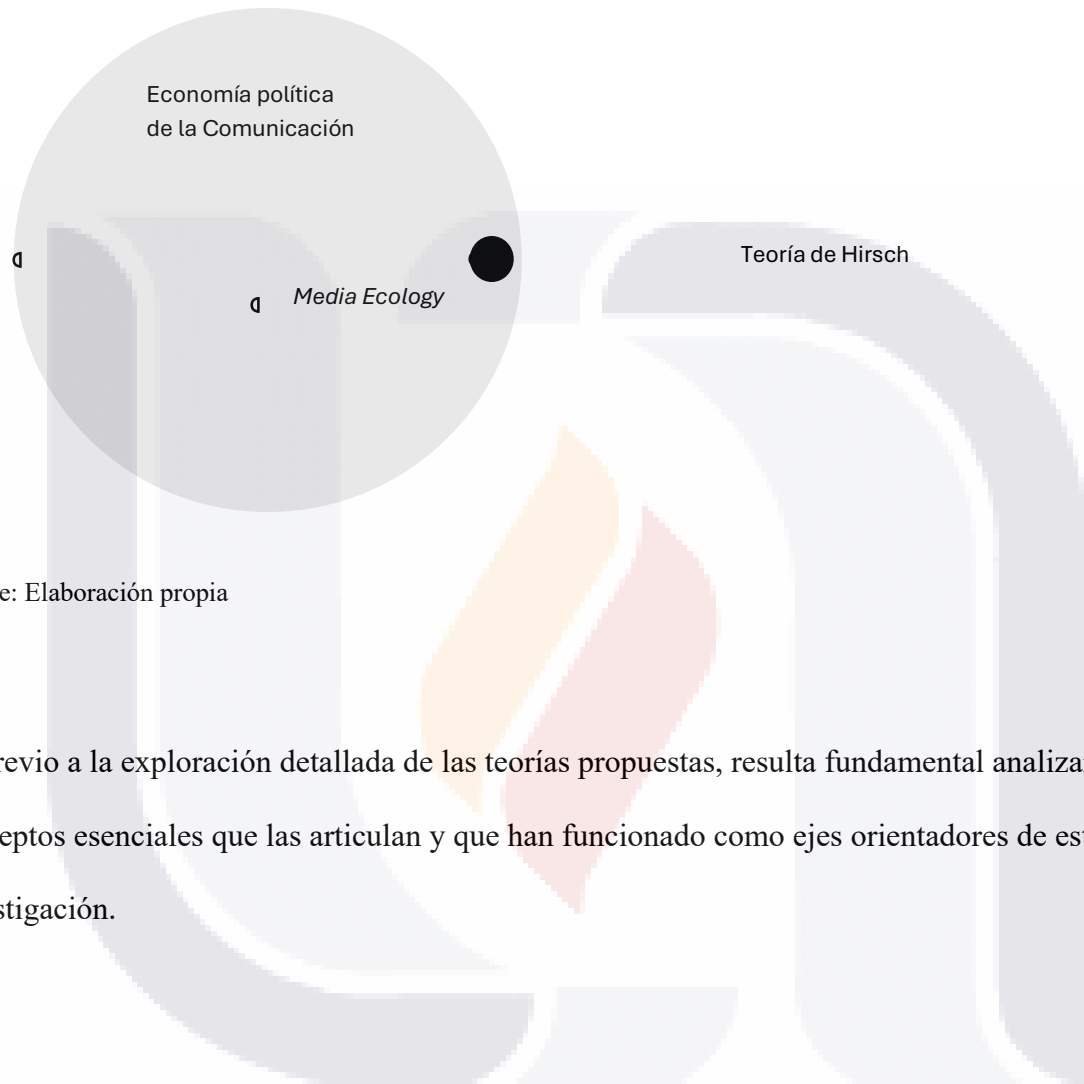 Economía política
de la Comunicación
Teoría de Hirsch
Media Ecology
e: Elaboración propia
revio a la exploración detallada de las teorías propuestas, resulta fundamental analiza
eptos esenciales que las articulan y que han funcionado como ejes orientadores de es
stigación.